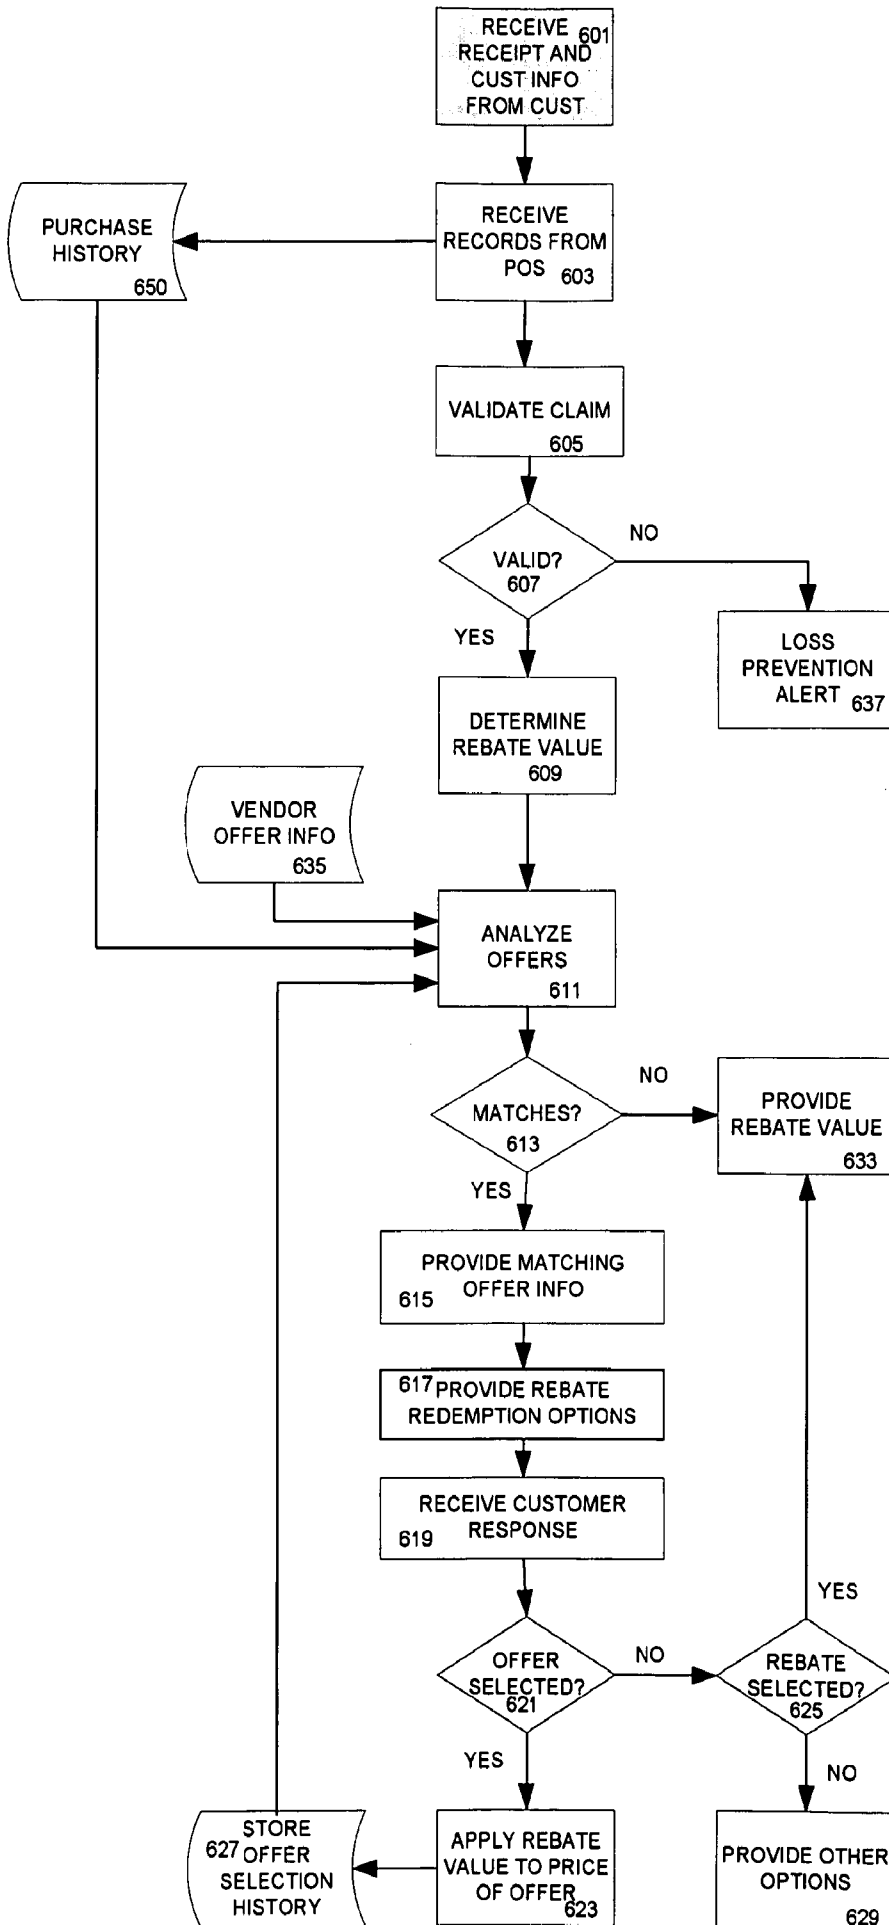 RECEIVE 601
RECEIPT AND
CUST INFO
FROM CUST
PURCHASE
HISTORY
650
RECEIVE
RECORDS FROM
POS 603
VALIDATE CLAIM
605
VALID?
607
NO
YES
LOSS
PREVENTION
ALERT 637
DETERMINE
REBATE VALUE
609
VENDOR
OFFER INFO
635
ANALYZE
OFFERS
611
MATCHES?
613
NO
YES
PROVIDE
REBATE VALUE
633
PROVIDE MATCHING
OFFER INFO
615
617 PROVIDE REBATE
REDEMPTION OPTIONS
RECEIVE CUSTOMER
RESPONSE
619
OFFER
SELECTED?
621
NO
YES
REBATE
SELECTED?
625
YES
NO
STORE
627 OFFER
SELECTION
HISTORY
APPLY REBATE
VALUE TO PRICE
OF OFFER 623
PROVIDE OTHER
OPTIONS
629